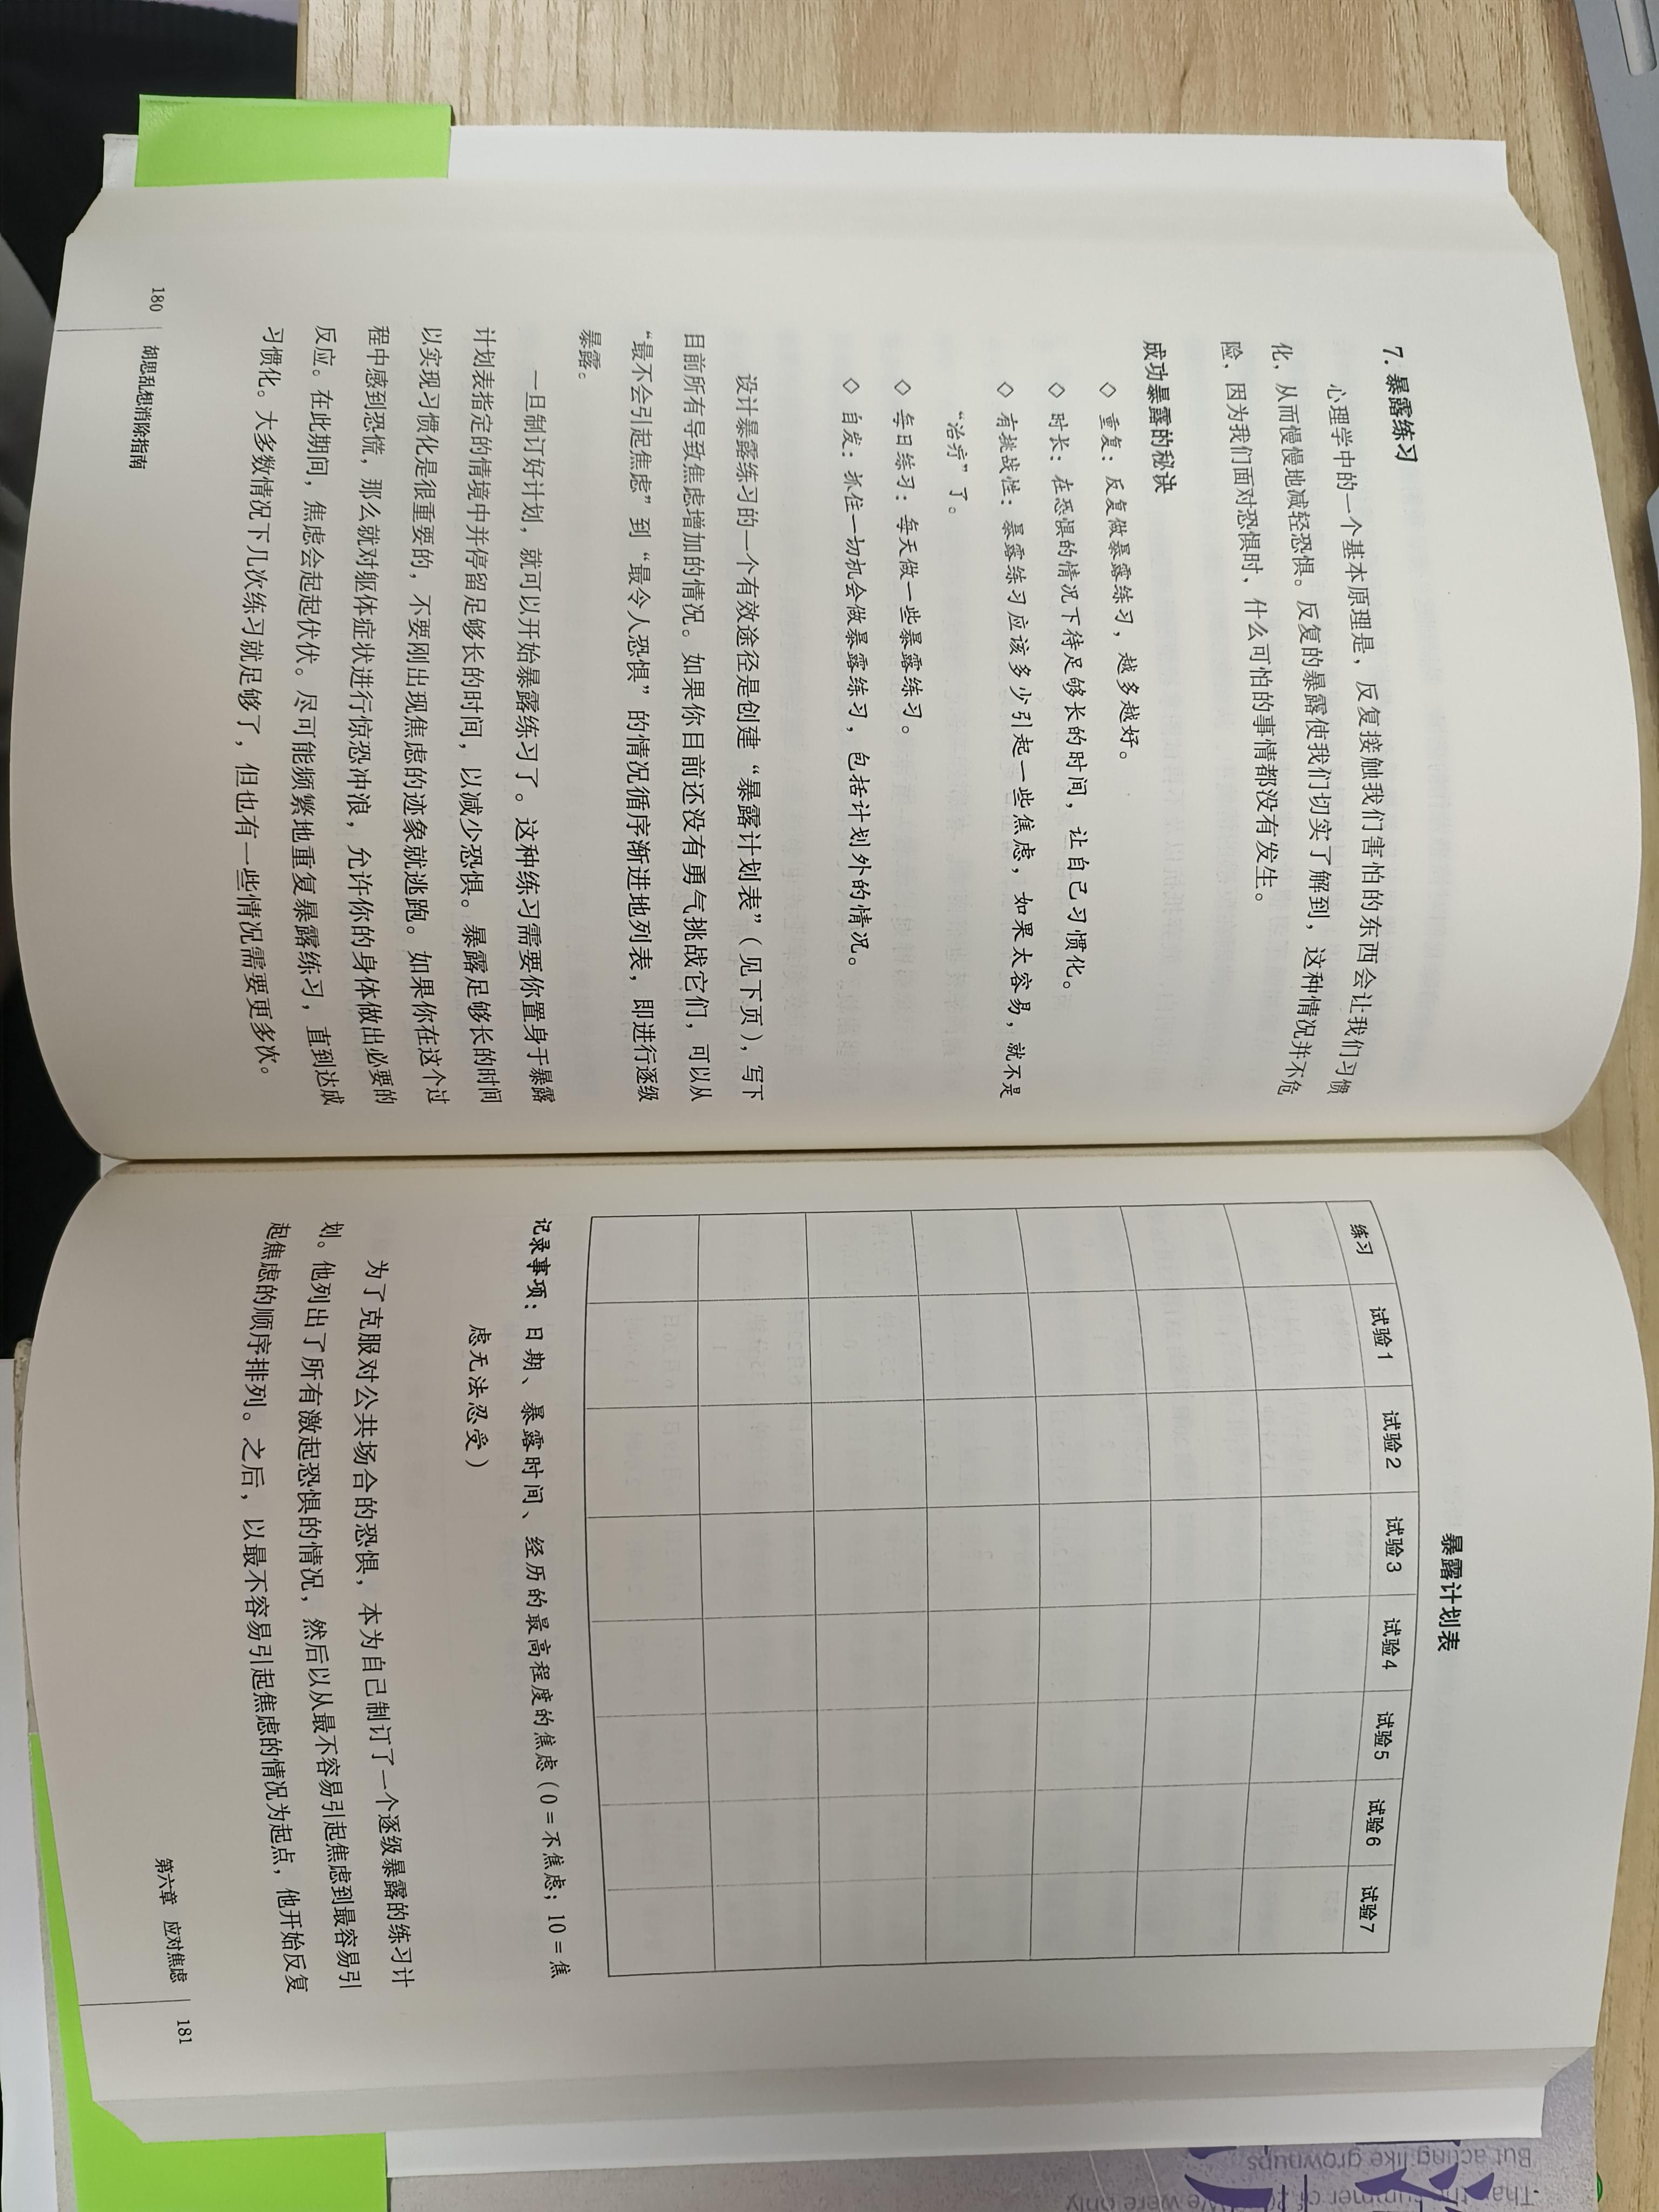 7. 暴露练习
心理学中的一个基本原理是，反复接触我们害怕的东西会让我们习惯
化，从而慢慢地减轻恐惧。反复的暴露使我们切实了解到，这种情况并不危
险，因为我们面对恐惧时，什么可怕的事情都没有发生。
成功暴露的秘诀
◇ 重复：反复做暴露练习，越多越好。
◇ 时长：在恐惧的情况下待足够长的时间，让自己习惯化。
◇ 有挑战性：暴露练习应该多少引起一些焦虑，如果太容易，就不是
“治疗”了。
◇ 每日练习：每天做一些暴露练习。
◇ 自发：抓住一切机会做暴露练习，包括计划外的情况。
设计暴露练习的一个有效途径是创建“暴露计划表”（见下页），写下
目前所有导致焦虑增加的情况。如果你目前还没有勇气挑战它们，可以从
“最不会引起焦虑”到“最令人恐惧”的情况循序渐进地列表，即进行逐级
暴露。
一旦制订好计划，就可以开始暴露练习了。这种练习需要你置身于暴露
计划表指定的情境中并停留足够长的时间，以减少恐惧。暴露足够长的时间
以实现习惯化是很重要的，不要刚出现焦虑的迹象就逃跑。如果你在这个过
程中感到恐慌，那么就对躯体症状进行惊恐冲浪，允许你的身体做出必要的
反应。在此期间，焦虑会起起伏伏。尽可能频繁地重复暴露练习，直到达成
习惯化。大多数情况下几次练习就足够了，但也有一些情况需要更多次。
180
胡思乱想消除指南
暴露计划表
练习 试验1 试验2 试验3 试验4 试验5 试验6 试验7
记录事项：日期、暴露时间、经历的最高程度的焦虑（0=不焦虑；10=焦
虑无法忍受）
为了克服对公共场合的恐惧，本为自己制订了一个逐级暴露的练习计
划。他列出了所有激起恐惧的情况，然后以从最不容易引起焦虑到最容易引
起焦虑的顺序排列。之后，以最不容易引起焦虑的情况为起点，他开始反复
第六章 应对焦虑
181
But acting like grownups
We were only